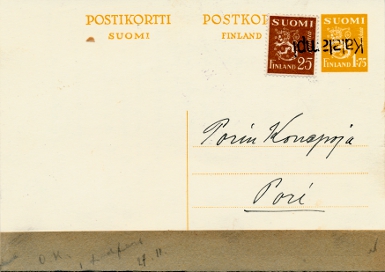 POSTIKORTTI
SUOMI
POSTKO
FINLAND
SUOMI
FINLAND 25
SUOMI
FINLAND 1.75
Porin Konepaja
Pori